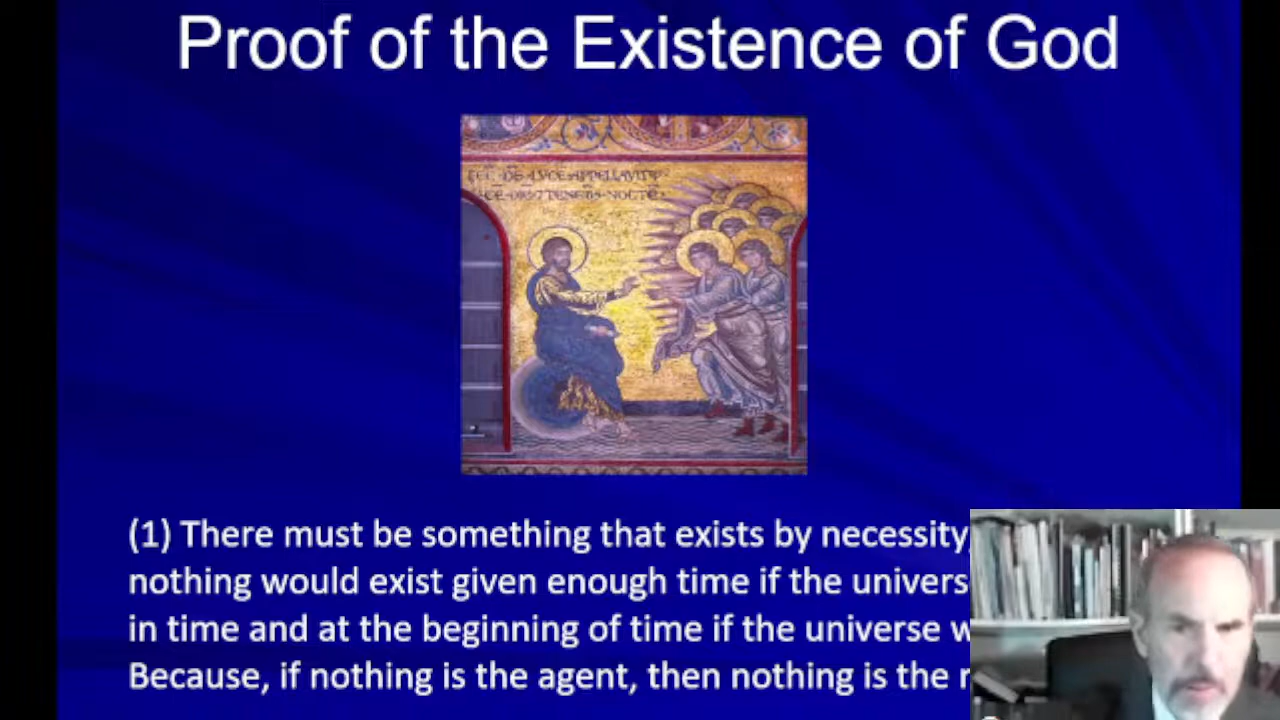 Proof of the Existence of God
(1) There must be something that exists by necessity,
nothing would exist given enough time if the
in time and at the beginning of time if the universe
Because, if nothing is the agent, then nothing is the